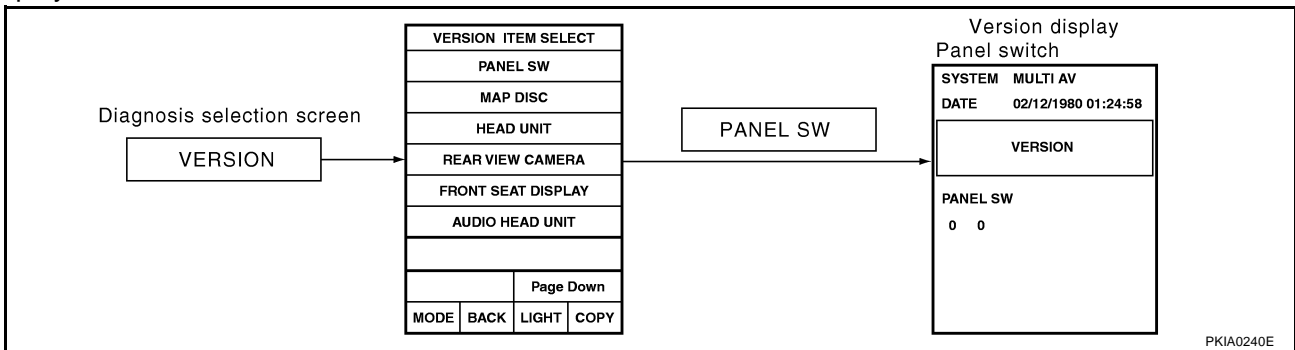 Diagnosis selection screen
VERSION
VERSION ITEM SELECT
PANEL SW
MAP DISC
HEAD UNIT
REAR VIEW CAMERA
FRONT SEAT DISPLAY
AUDIO HEAD UNIT
Page Down
MODE BACK LIGHT COPY
PANEL SW
Version display
Panel switch
SYSTEM MULTI AV
DATE 02/12/1980 01:24:58
VERSION
PANEL SW
0 0
PKIA0240E